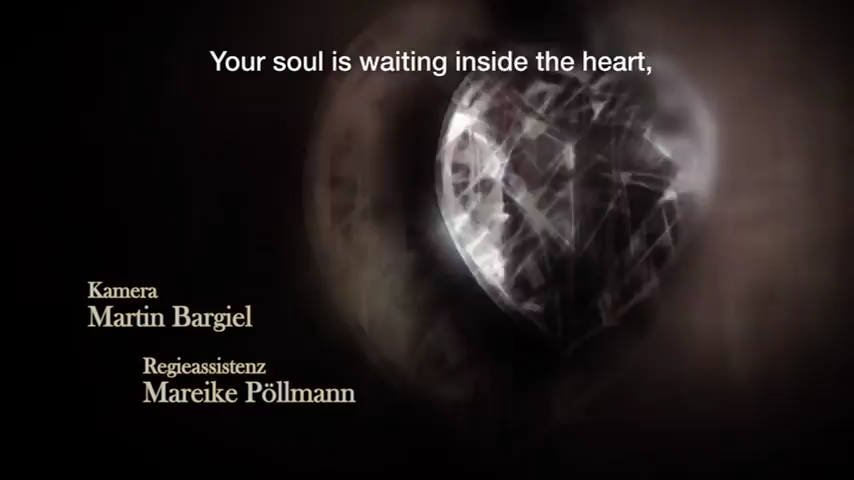 Your soul is waiting inside the heart,
Kamera
Martin Bargiel
Regieassistenz
Mareike Pöllmann